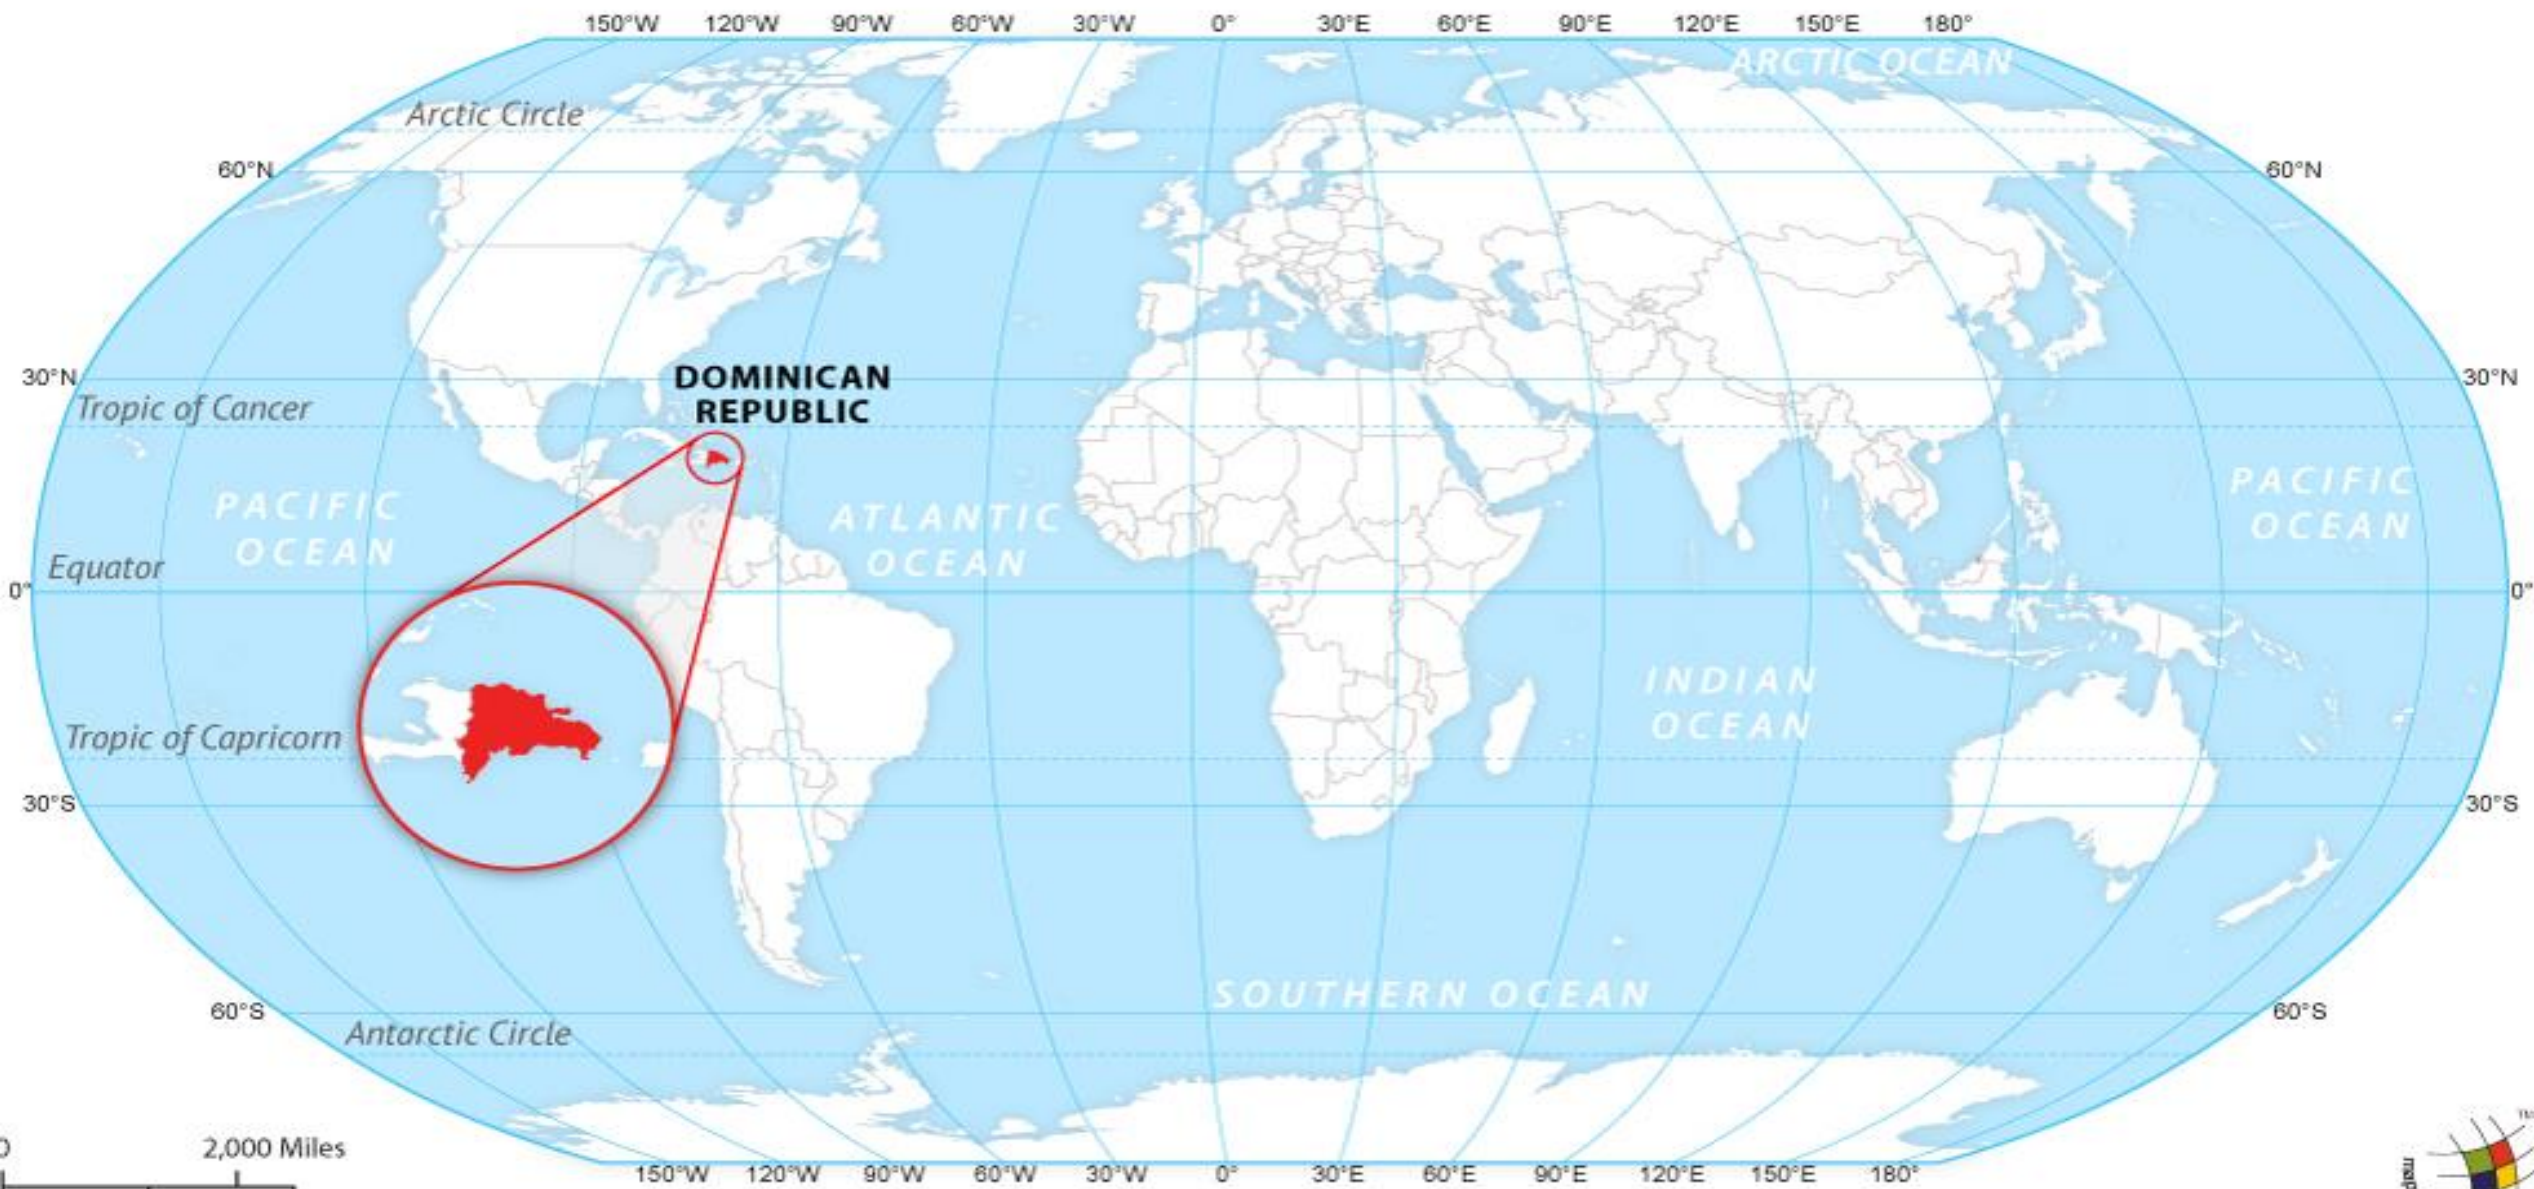 150°W 120°W 90°W 60°W 30°W 0° 30°E 60°E 90°E 120°E 150°E 180°
ARCTIC OCEAN
Arctic Circle
60°N 60°N
DOMINICAN
REPUBLIC
30°N 30°N
Tropic of Cancer
PACIFIC
OCEAN
ATLANTIC
OCEAN
PACIFIC
OCEAN
Equator
0° 0°
INDIAN
OCEAN
Tropic of Capricorn
30°S 30°S
SOUTHERN OCEAN
60°S 60°S
Antarctic Circle
0 2,000 Miles
150°W 120°W 90°W 60°W 30°W 0° 30°E 60°E 90°E 120°E 150°E 180°
TM